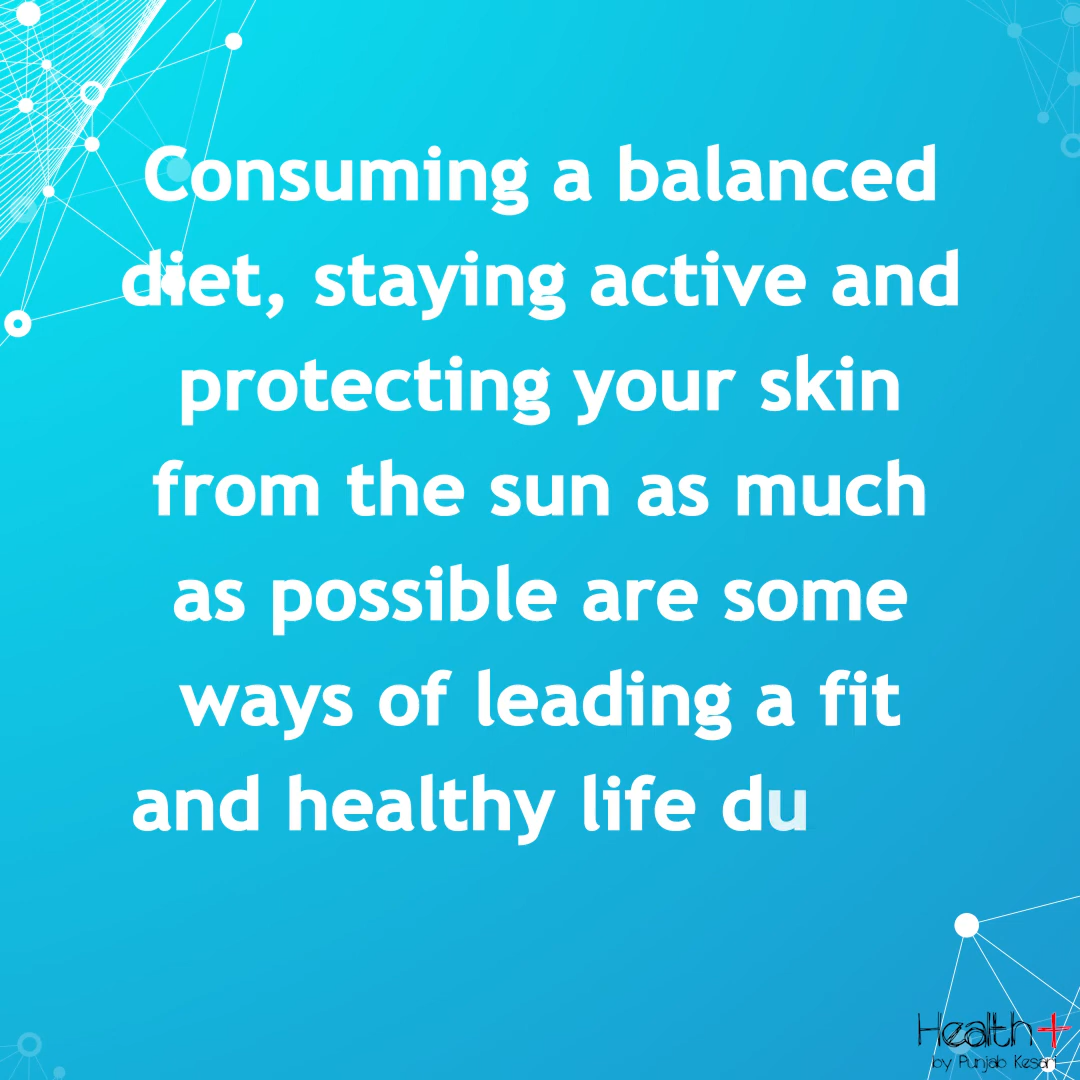 Consuming a balanced
diet, staying active and
protecting your skin
from the sun as much
as possible are some
ways of leading a fit
and healthy life du
Health+
by Punjab Kesari